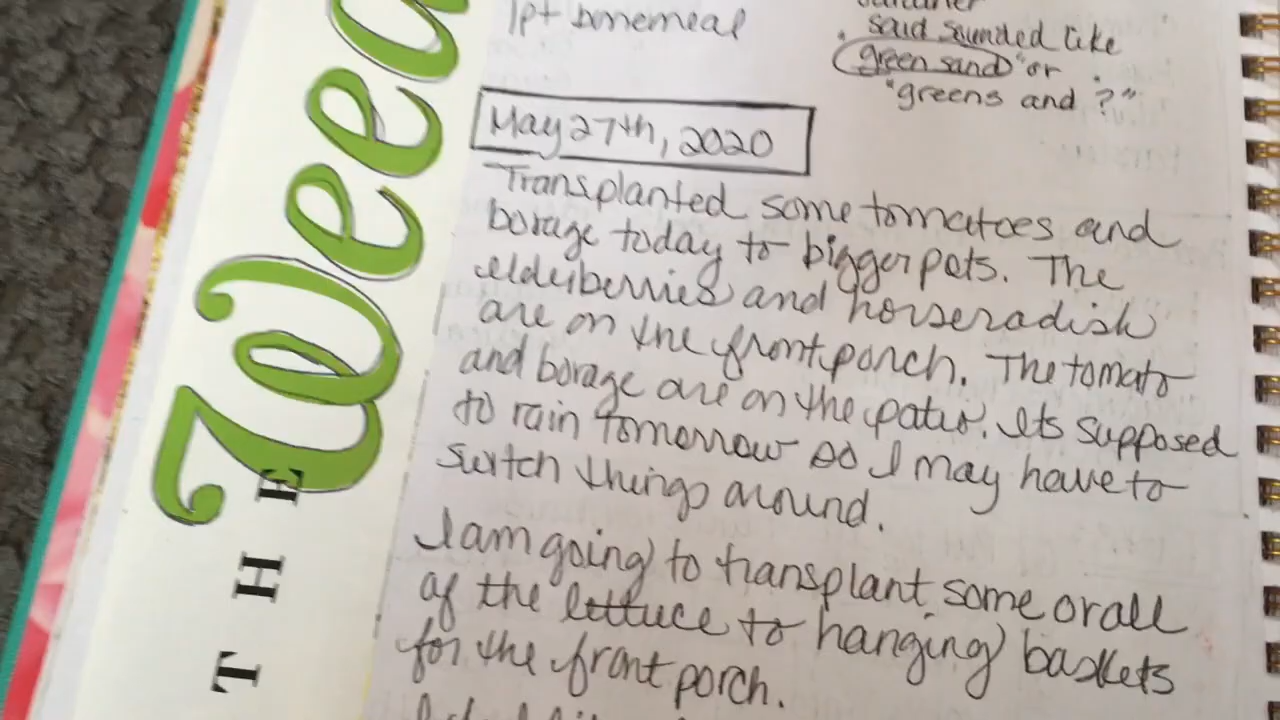 THE Wee
1pt bonemeal
said sounded like
"green sand" or
"greens and ?"
May 27th, 2020
Transplanted some tomatoes and
borage today to bigger pots. The
elderberries and horseradish
are on the front porch. The tomato
and borage are on the patio. Its supposed
to rain tomorrow so I may have to
switch things around.
I am going to transplant some or all
of the lettuce to hanging baskets
for the front porch.